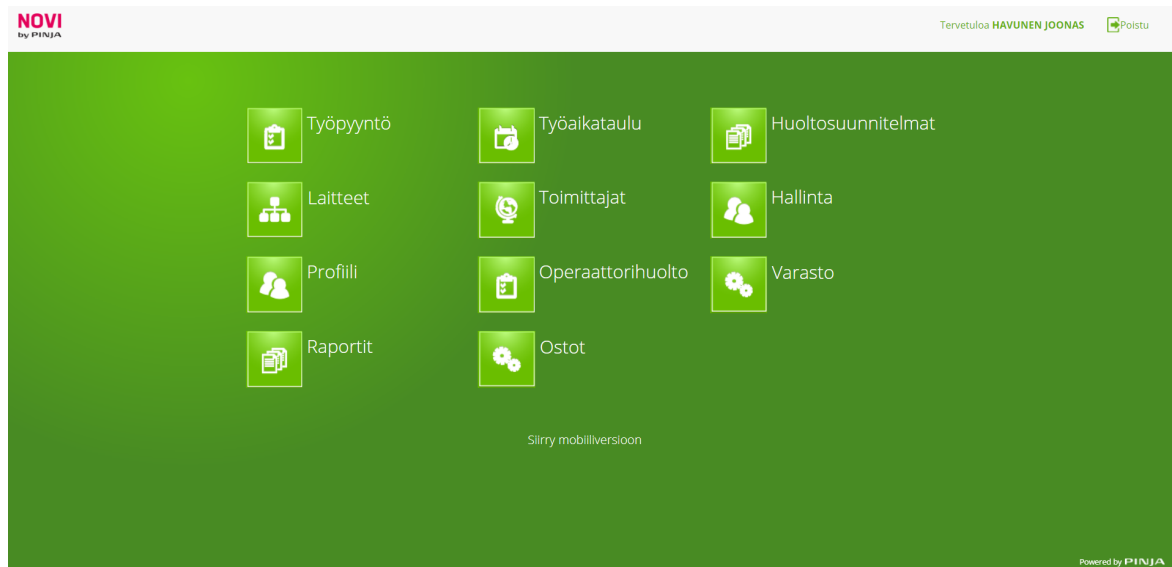 NOVI
by PINJA
Tervetuloa HAVUNEN JOONAS
Poistu
Työpyyntö
Työaikataulu
Huoltosuunnitelmat
Laitteet
Toimittajat
Hallinta
Profiili
Operaattorihuolto
Varasto
Raportit
Ostot
Siirry mobiiliversioon
Powered by PINJA